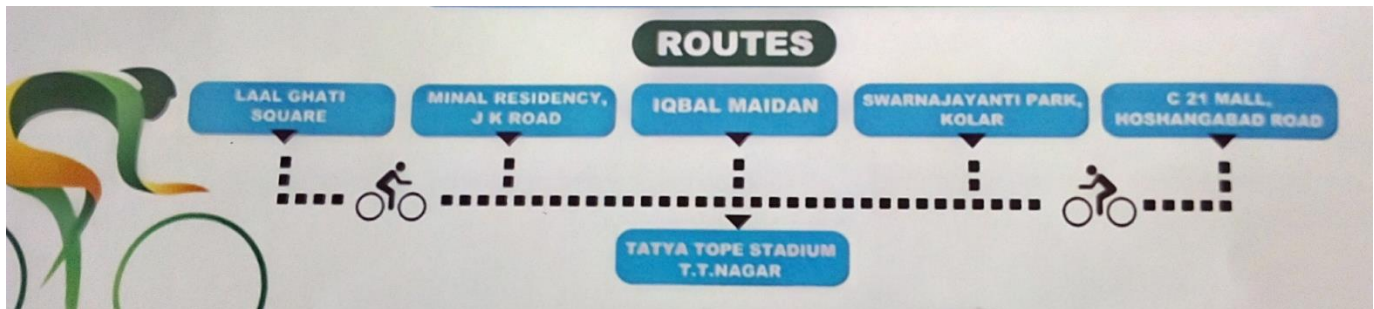 ROUTES
LAAL GHATI
SQUARE
MINAL RESIDENCY,
J K ROAD
IQBAL MAIDAN
SWARNAJAYANTI PARK,
KOLAR
C 21 MALL,
HOSHANGABAD ROAD
TATYA TOPE STADIUM
T.T.NAGAR